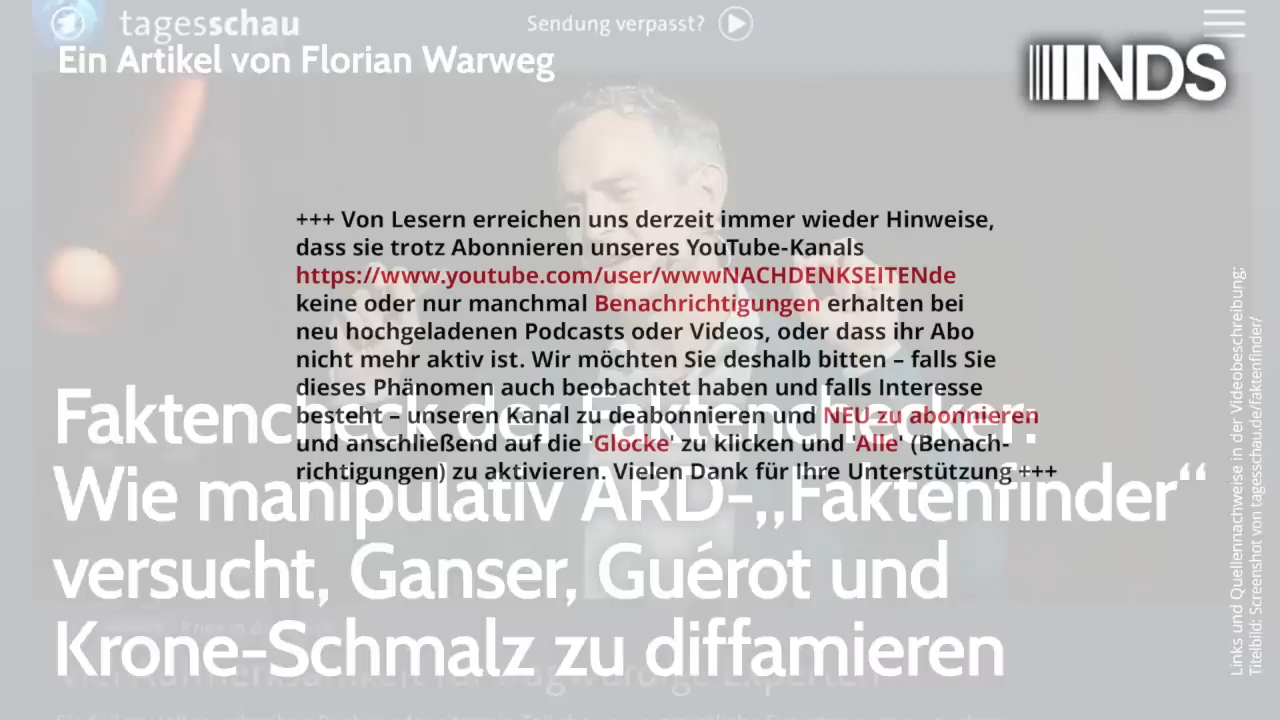 tagesschau
Sendung verpasst?
Ein Artikel von Florian Warweg
NDS
+++ Von Lesern erreichen uns derzeit immer wieder Hinweise,
dass sie trotz Abonnieren unseres YouTube-Kanals
https://www.youtube.com/user/wwwNACHDENKSEITENde
keine oder nur manchmal Benachrichtigungen erhalten bei
neu hochgeladenen Podcasts oder Videos, oder dass ihr Abo
nicht mehr aktiv ist. Wir möchten Sie deshalb bitten – falls Sie
dieses Phänomen auch beobachtet haben und falls Interesse
besteht – unseren Kanal zu deabonnieren und NEU zu abonnieren
und anschließend auf die 'Glocke' zu klicken und 'Alle' (Benach-
richtigungen) zu aktivieren. Vielen Dank für Ihre Unterstützung +++
Faktencheck der Faktenchecker:
Wie manipulativ ARD-„Faktenfinder“
versucht, Ganser, Guérot und
Krone-Schmalz zu diffamieren
Links und Quellennachweise in der Videobeschreibung;
Titelbild: Screenshot von tagesschau.de/faktenfinder/